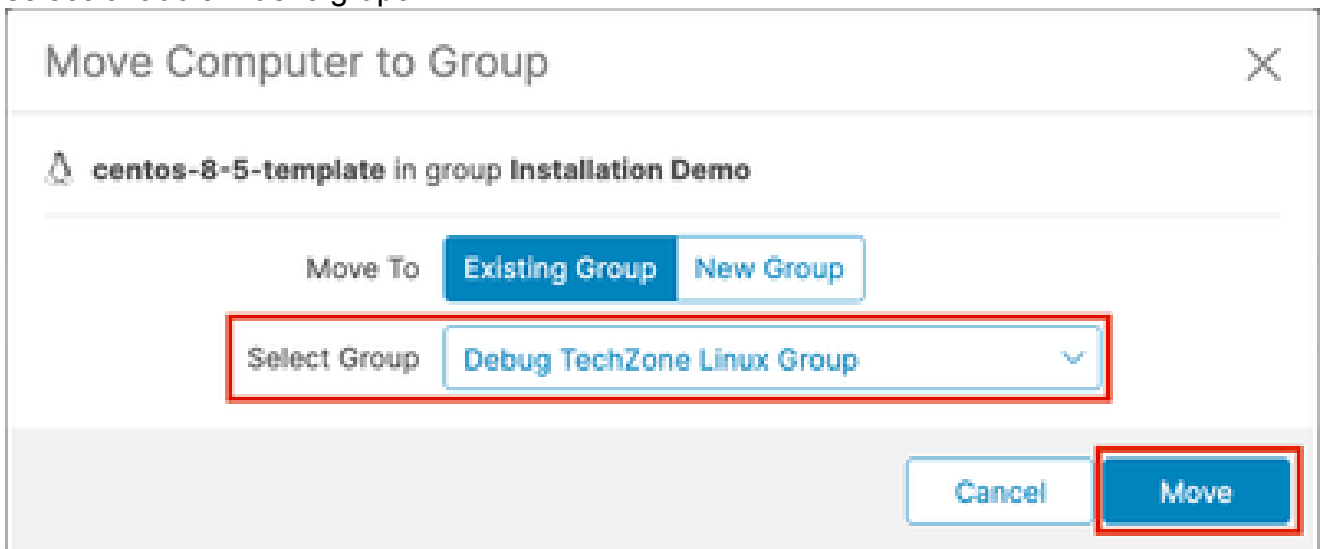 Move Computer to Group
centos-8-5-template in group Installation Demo
Move To Existing Group New Group
Select Group Debug TechZone Linux Group
Cancel Move